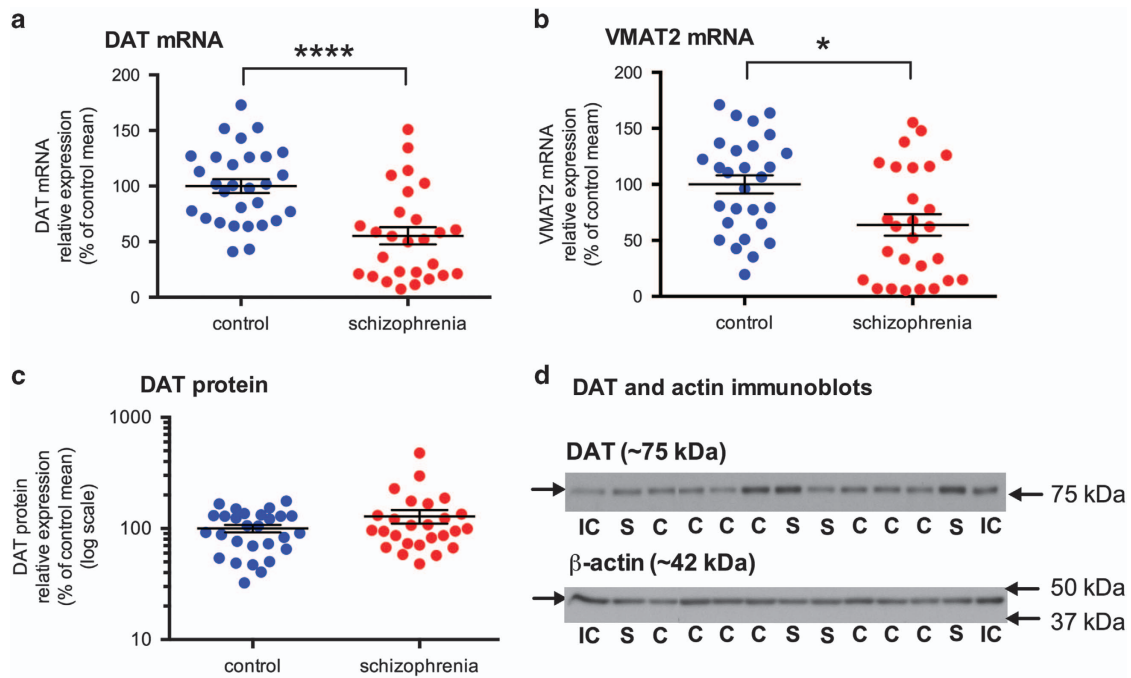 a
DAT mRNA
****
DAT mRNA
relative expression
(% of control mean)
200
150
100
50
0
control
schizophrenia
b
VMAT2 mRNA
*
VMAT2 mRNA
relative expression
(% of control meam)
200
150
100
50
0
control
schizophrenia
c
DAT protein
DAT protein
relative expression
(% of control mean)
(log scale)
1000
100
10
control
schizophrenia
d
DAT and actin immunoblots
DAT (~75 kDa)
75 kDa
IC S C C C C S S C C C S IC
β-actin (~42 kDa)
50 kDa
37 kDa
IC S C C C C S S C C C S IC